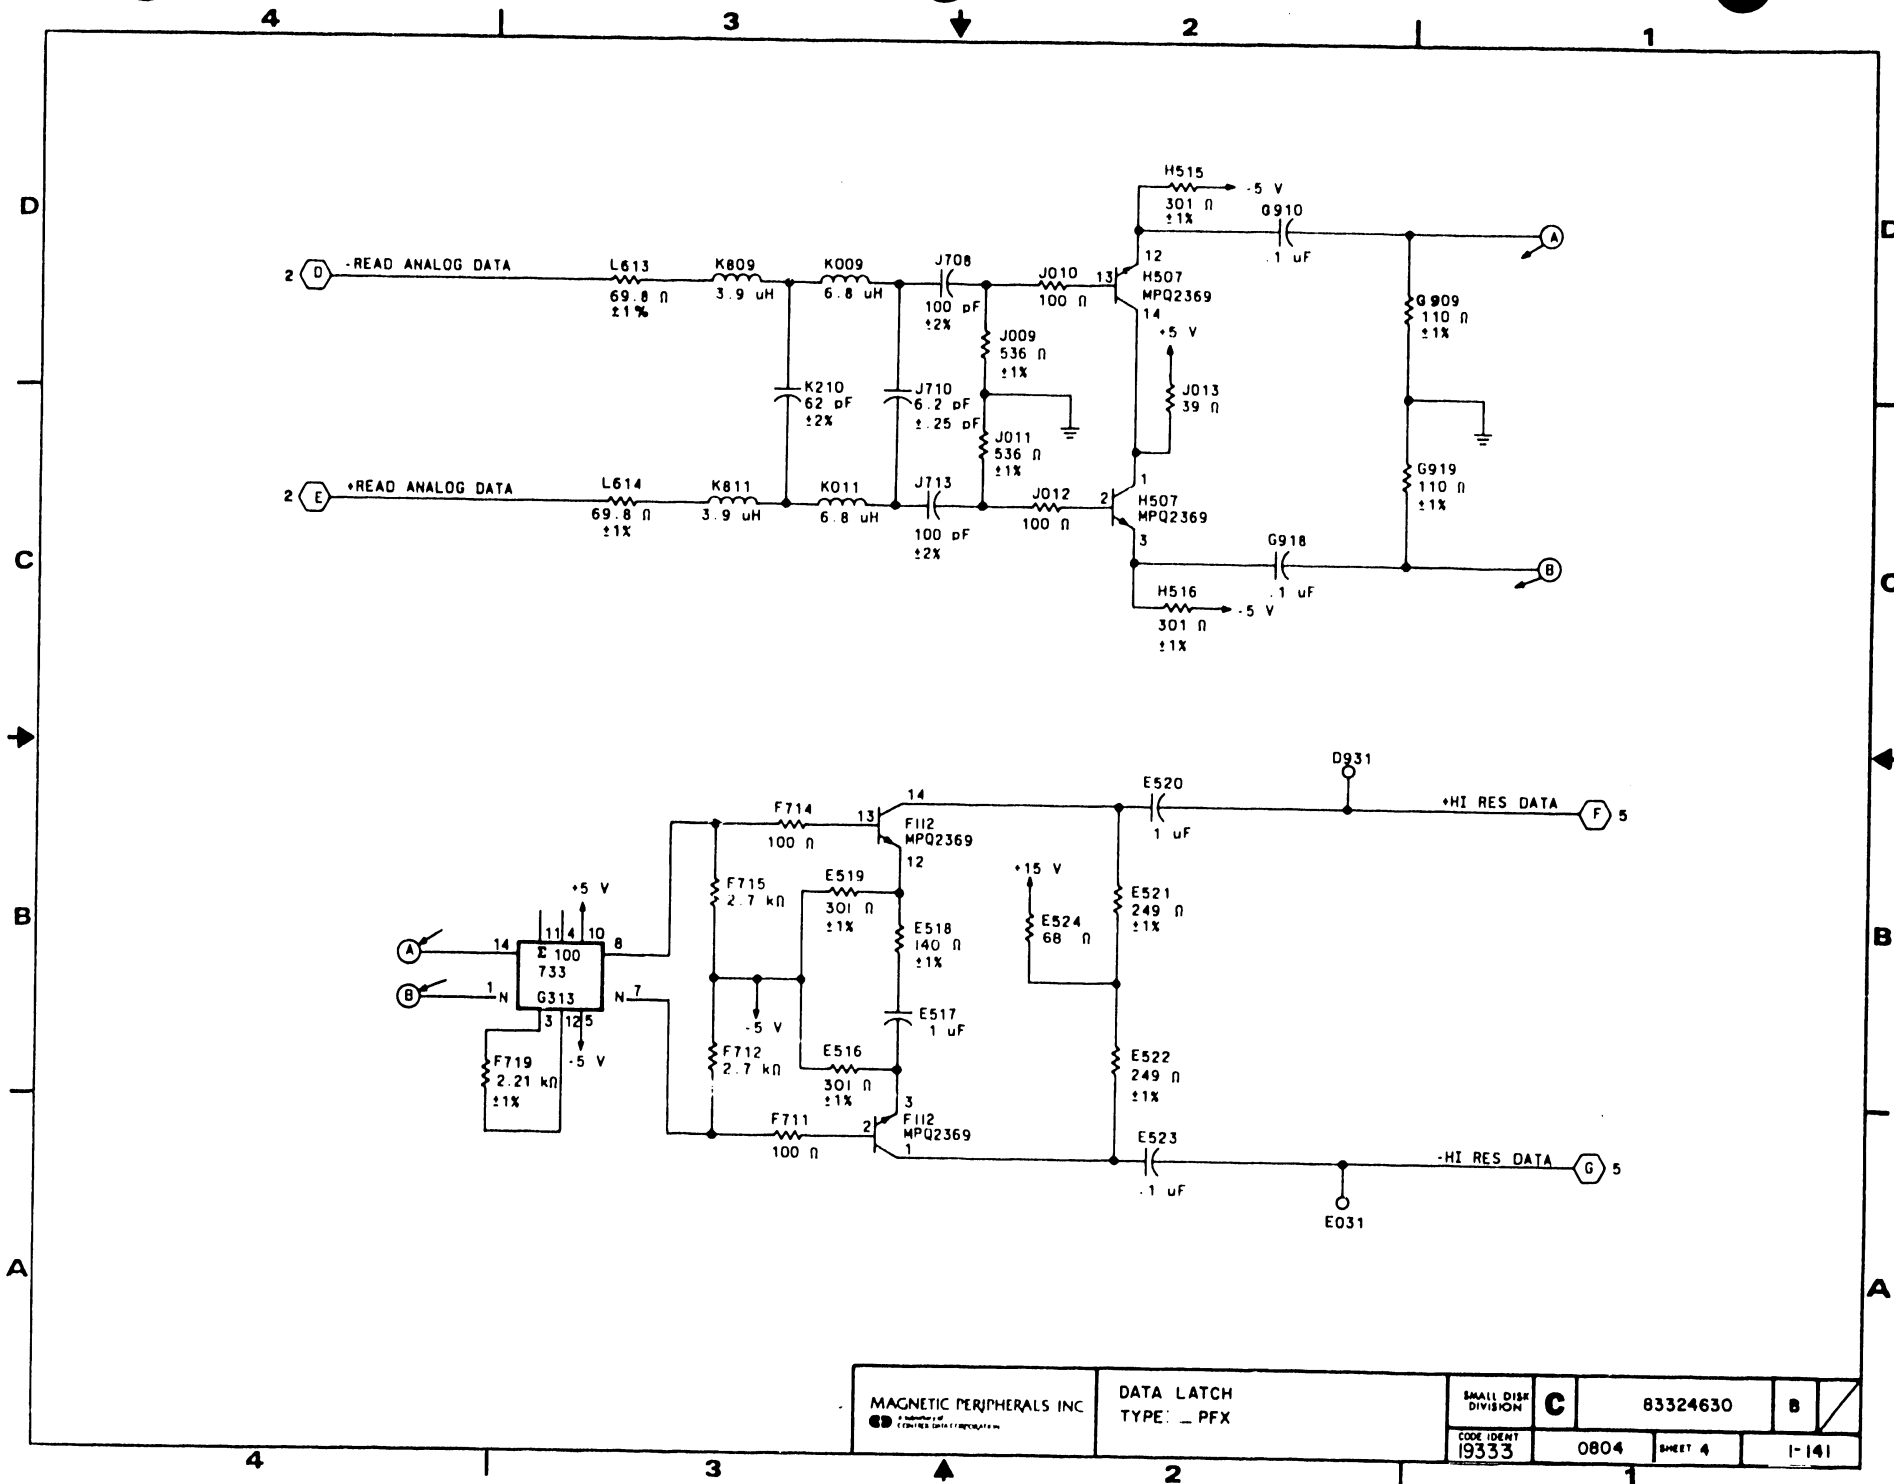 4 3 2 1
D
D
H515
-5 V
301 Ω
±1%
G910
.1 uF
A
12
13
H507
MPQ2369
14
2 D -READ ANALOG DATA
L613
69.8 Ω
±1%
K809
3.9 uH
K009
6.8 uH
J708
100 pF
±2%
J010
100 Ω
+5 V
J009
536 Ω
±1%
G909
110 Ω
±1%
K210
62 pF
±2%
J710
6.2 pF
±.25 pF
J013
39 Ω
J011
536 Ω
±1%
G919
110 Ω
±1%
2 E +READ ANALOG DATA
L614
69.8 Ω
±1%
K811
3.9 uH
K011
6.8 uH
J713
100 pF
±2%
J012
100 Ω
1
2
H507
MPQ2369
3
C
C
G918
.1 uF
B
H516
-5 V
301 Ω
±1%
D931
F714
100 Ω
14
13
F112
MPQ2369
12
E520
1 uF
+HI RES DATA F 5
F715
2.7 kΩ
E519
301 Ω
±1%
+15 V
E524
68 Ω
E521
249 Ω
±1%
B
B
+5 V
A 14 11 4 10 8
Σ 100
733
E518
140 Ω
±1%
B 1 N G313 N 7
3 12 5
-5 V
-5 V
E517
1 uF
F719
2.21 kΩ
±1%
F712
2.7 kΩ
E516
301 Ω
±1%
E522
249 Ω
±1%
F711
100 Ω
3
2
F112
MPQ2369
1
E523
.1 uF
-HI RES DATA G 5
E031
A
A
MAGNETIC PERIPHERALS INC
A subsidiary of
CONTROL DATA CORPORATION
DATA LATCH
TYPE: _ PFX
SMALL DISK
DIVISION
C
83324630
B
CODE IDENT
19333
0804
SHEET 4
1-141
4 3 2 1